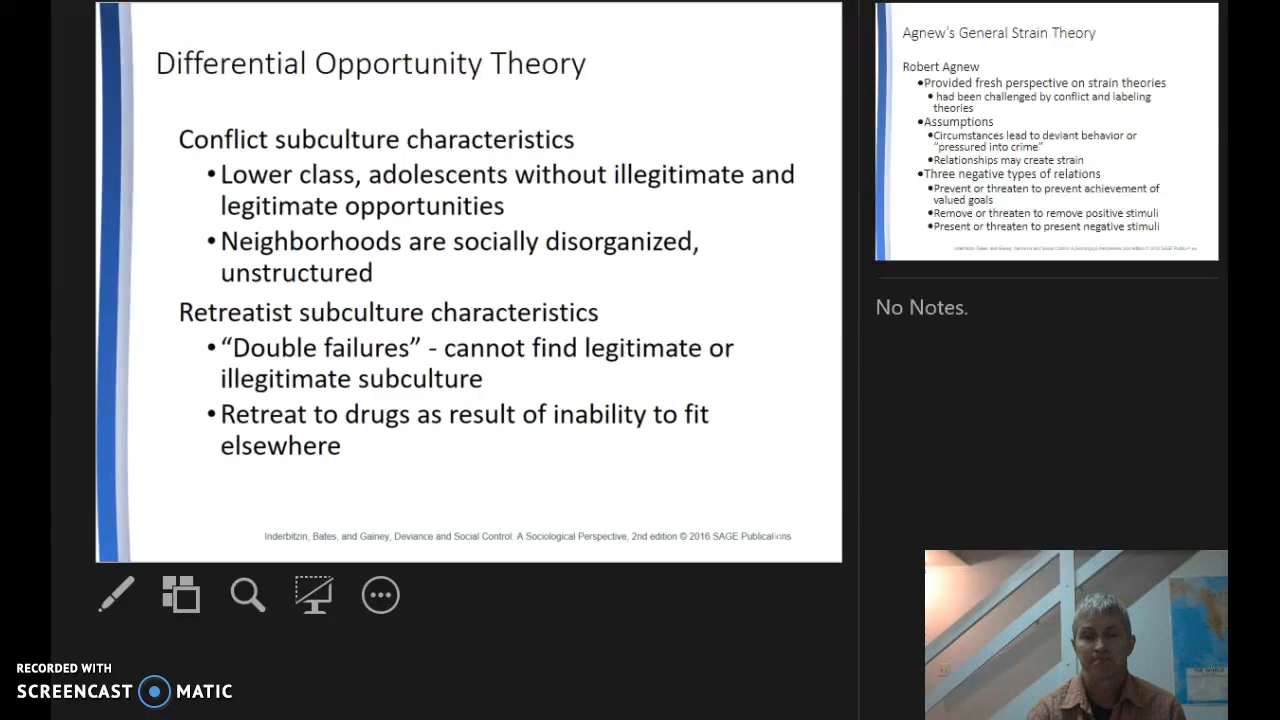 Differential Opportunity Theory
Conflict subculture characteristics
•Lower class, adolescents without illegitimate and
legitimate opportunities
•Neighborhoods are socially disorganized,
unstructured
Retreatist subculture characteristics
•“Double failures” - cannot find legitimate or
illegitimate subculture
•Retreat to drugs as result of inability to fit
elsewhere
Inderbitzin, Bates, and Gainey, Deviance and Social Control: A Sociological Perspective, 2nd edition © 2016 SAGE Publications
Agnew’s General Strain Theory
Robert Agnew
•Provided fresh perspective on strain theories
•had been challenged by conflict and labeling
theories
•Assumptions
•Circumstances lead to deviant behavior or
“pressured into crime”
•Relationships may create strain
•Three negative types of relations
•Prevent or threaten to prevent achievement of
valued goals
•Remove or threaten to remove positive stimuli
•Present or threaten to present negative stimuli
No Notes.
RECORDED WITH
SCREENCAST MATIC